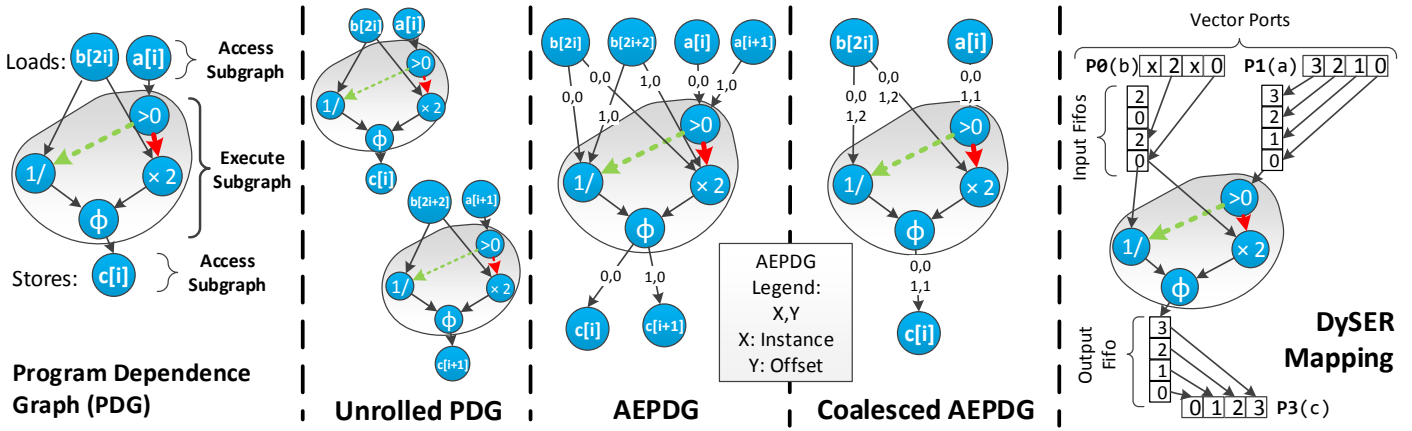 Loads:
b[2i]
a[i]
Access
Subgraph
>0
1/
× 2
ϕ
Execute
Subgraph
Stores:
c[i]
Access
Subgraph
Program Dependence
Graph (PDG)
b[2i]
a[i]
>0
1/
× 2
ϕ
c[i]
b[2i+2]
a[i+1]
>0
1/
× 2
ϕ
c[i+1]
Unrolled PDG
b[2i]
b[2i+2]
a[i]
a[i+1]
0,0
1,0
0,0
1,0
0,0
1,0
>0
1/
× 2
ϕ
0,0
1,0
c[i]
c[i+1]
AEPDG
AEPDG
Legend:
X,Y
X: Instance
Y: Offset
b[2i]
a[i]
0,0
1,2
0,0
1,2
0,0
1,1
>0
1/
× 2
ϕ
0,0
1,1
c[i]
Coalesced AEPDG
Vector Ports
P0(b) x 2 x 0
P1(a) 3 2 1 0
Input Fifos
2
0
2
0
3
2
1
0
>0
1/
× 2
ϕ
Output
Fifo
3
2
1
0
0 1 2 3 P3(c)
DySER
Mapping